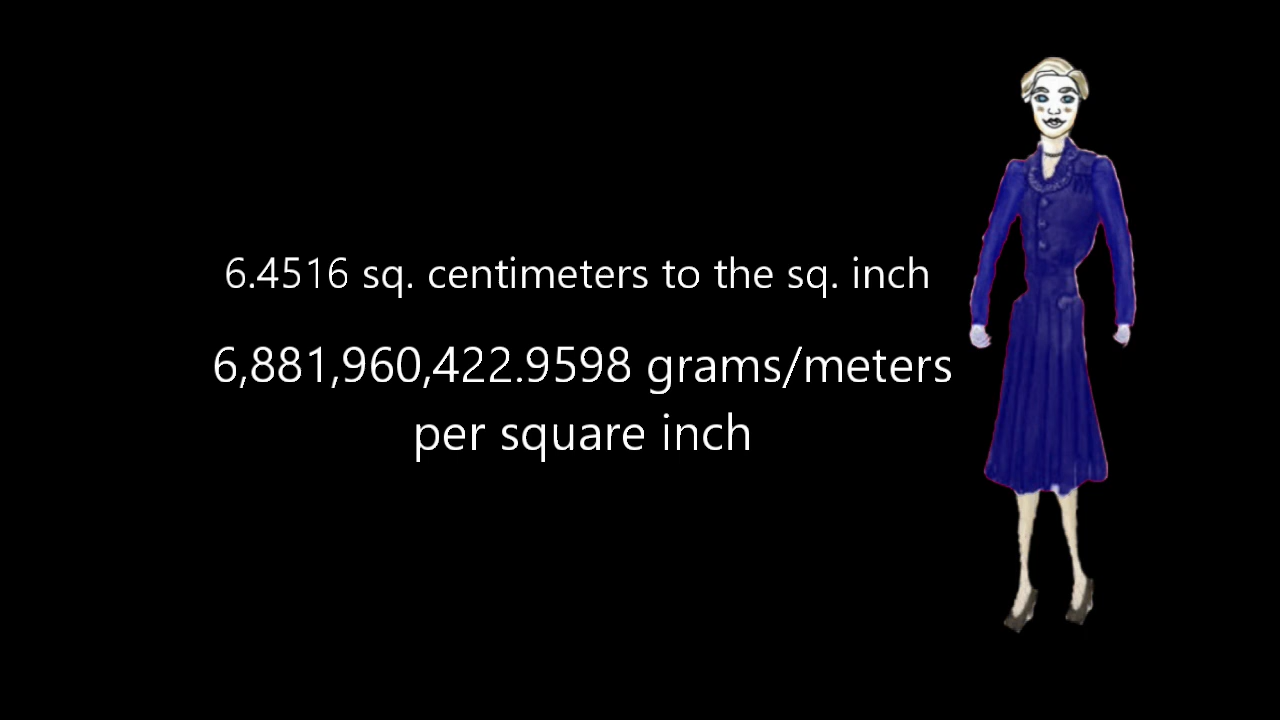 6.4516 sq. centimeters to the sq. inch
6,881,960,422.9598 grams/meters
per square inch